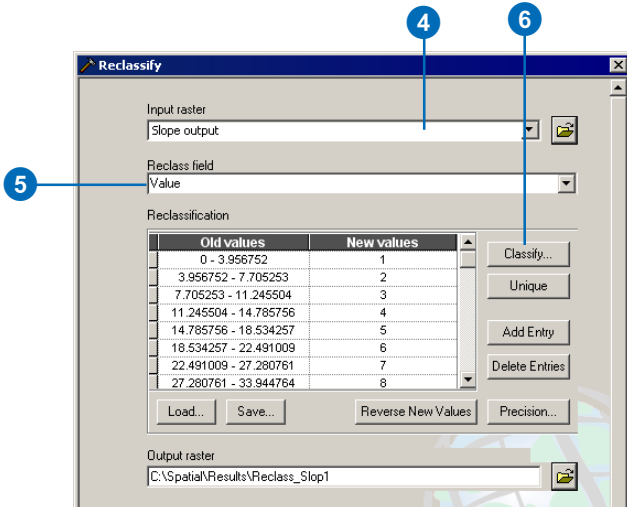 4
6
Reclassify
Input raster
Slope output
5
Reclass field
Value
Reclassification
Old values New values
0 - 3.956752 1
3.956752 - 7.705253 2
7.705253 - 11.245504 3
11.245504 - 14.785756 4
14.785756 - 18.534257 5
18.534257 - 22.491009 6
22.491009 - 27.280761 7
27.280761 - 33.944764 8
Classify...
Unique
Add Entry
Delete Entries
Load... Save... Reverse New Values Precision...
Output raster
C:\Spatial\Results\Reclass_Slop1